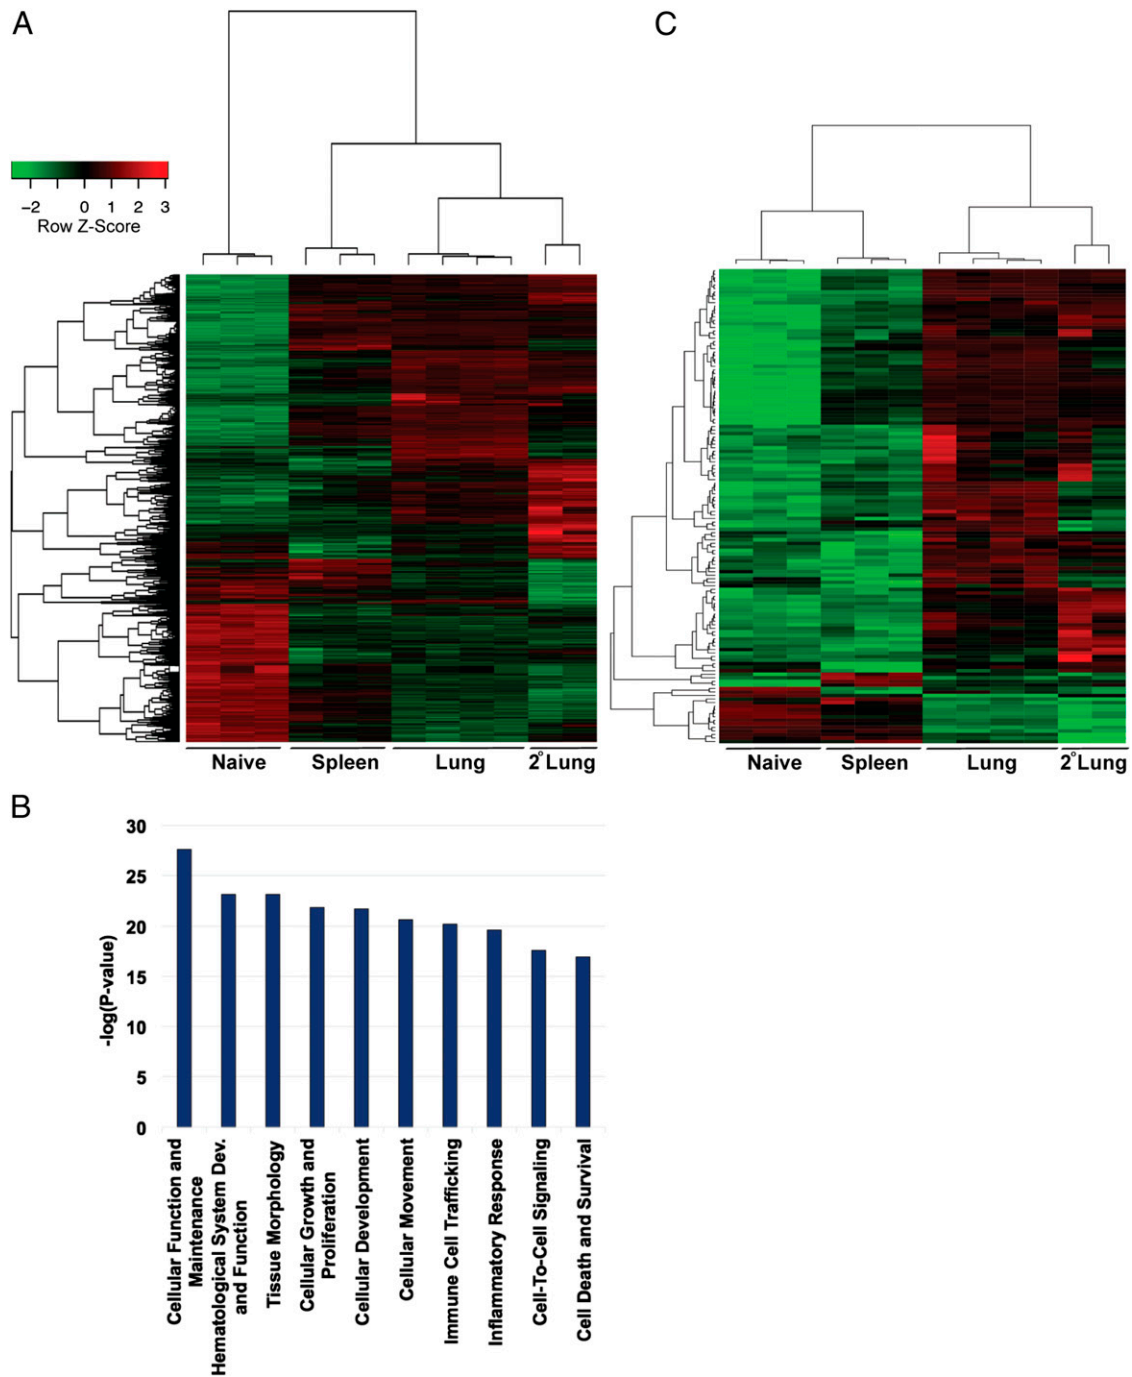 A
C
−2 0 1 2 3
Row Z-Score
Naive Spleen Lung 2°Lung
Naive Spleen Lung 2°Lung
B
30
25
20
15
10
5
0
-log(P-value)
Cellular Function and
Maintenance
Hematological System Dev.
and Function
Tissue Morphology
Cellular Growth and
Proliferation
Cellular Development
Cellular Movement
Immune Cell Trafficking
Inflammatory Response
Cell-To-Cell Signaling
Cell Death and Survival